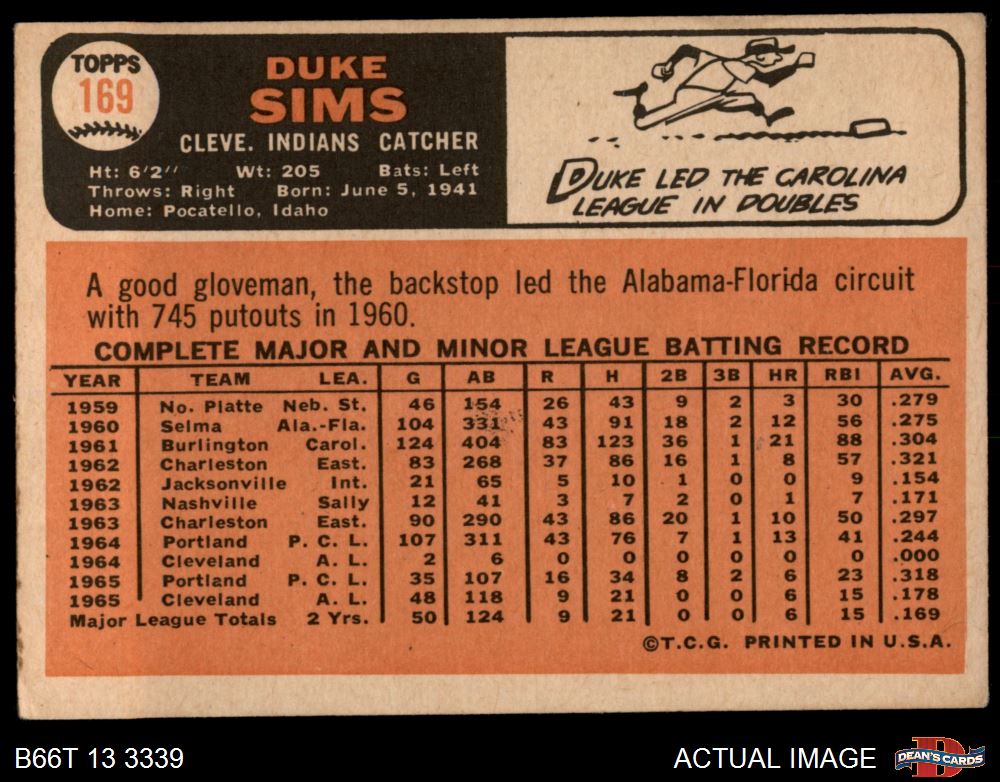 TOPPS
169
DUKE
SIMS
CLEVE. INDIANS CATCHER
Ht: 6'2'' Wt: 205 Bats: Left
Throws: Right Born: June 5, 1941
Home: Pocatello, Idaho
DUKE LED THE CAROLINA
LEAGUE IN DOUBLES
A good gloveman, the backstop led the Alabama-Florida circuit
with 745 putouts in 1960.
COMPLETE MAJOR AND MINOR LEAGUE BATTING RECORD
YEAR TEAM LEA. G AB R H 2B 3B HR RBI AVG.
1959 No. Platte Neb. St. 46 154 26 43 9 2 3 30 .279
1960 Selma Ala.-Fla. 104 331 43 91 18 2 12 56 .275
1961 Burlington Carol. 124 404 83 123 36 1 21 88 .304
1962 Charleston East. 83 268 37 86 16 1 8 57 .321
1962 Jacksonville Int. 21 65 5 10 1 0 0 9 .154
1963 Nashville Sally 12 41 3 7 2 0 1 7 .171
1963 Charleston East. 90 290 43 86 20 1 10 50 .297
1964 Portland P. C. L. 107 311 43 76 7 1 13 41 .244
1964 Cleveland A. L. 2 6 0 0 0 0 0 0 .000
1965 Portland P. C. L. 35 107 16 34 8 2 6 23 .318
1965 Cleveland A. L. 48 118 9 21 0 0 6 15 .178
Major League Totals 2 Yrs. 50 124 9 21 0 0 6 15 .169
©T.C.G. PRINTED IN U.S.A.
B66T 13 3339
ACTUAL IMAGE
D
DEAN'S CARDS